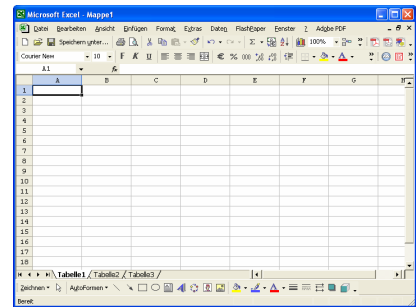 Microsoft Excel - Mappe1
Datei Bearbeiten Ansicht Einfügen Format Extras Daten FlashPaper Fenster ? Adobe PDF
Speichern unter... 100%
Courier New 10 F K U € % 000
A1 fx
A B C D E F G H
1
2
3
4
5
6
7
8
9
10
11
12
13
14
15
16
17
18
Tabelle1 Tabelle2 Tabelle3
Zeichnen AutoFormen
Bereit